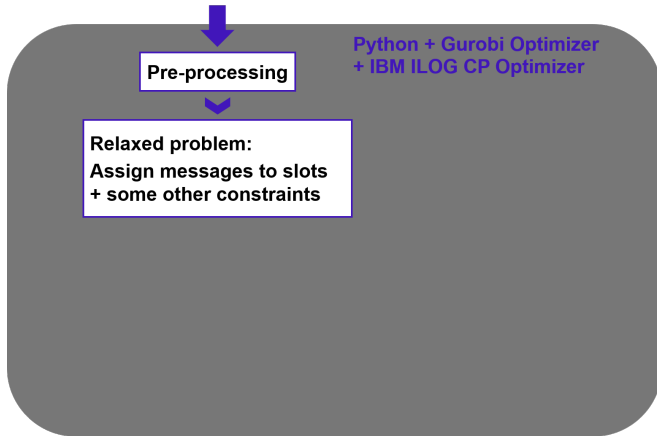 Python + Gurobi Optimizer
+ IBM ILOG CP Optimizer
Pre-processing
Relaxed problem:
Assign messages to slots
+ some other constraints